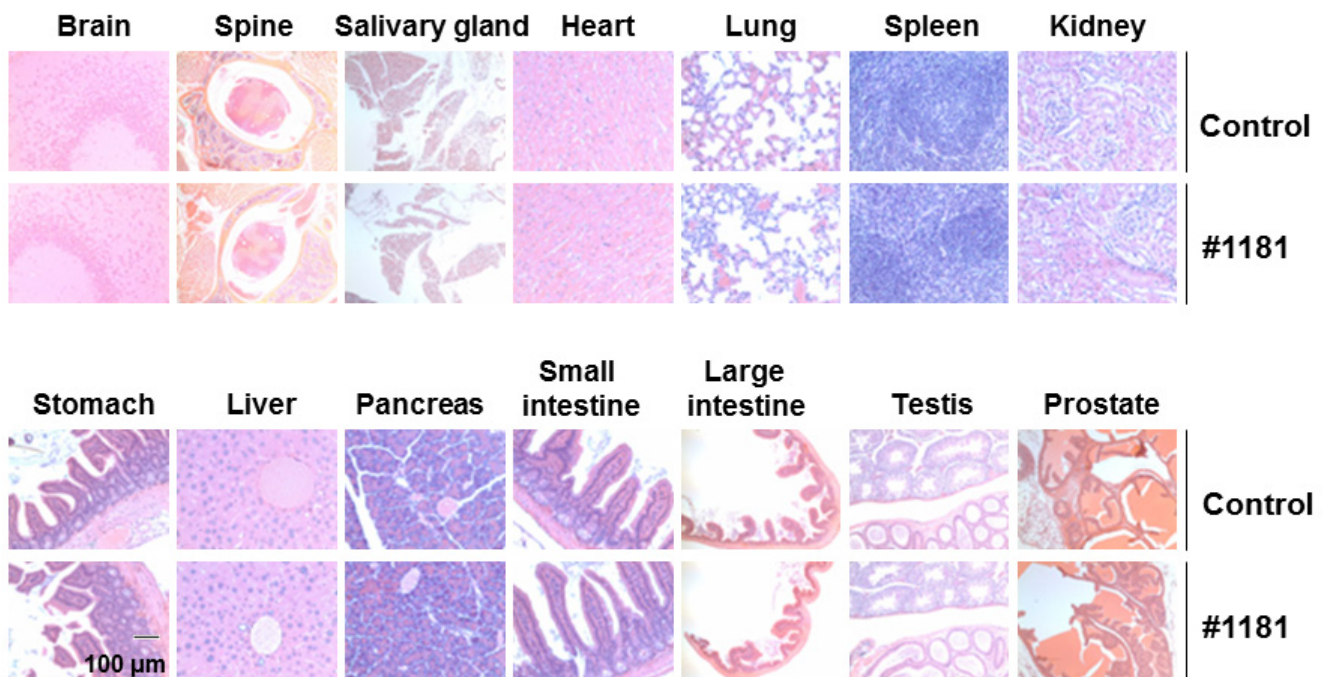 Brain Spine Salivary gland Heart Lung Spleen Kidney
Control
#1181
Stomach Liver Pancreas Small intestine Large intestine Testis Prostate
Control
#1181
100 μm